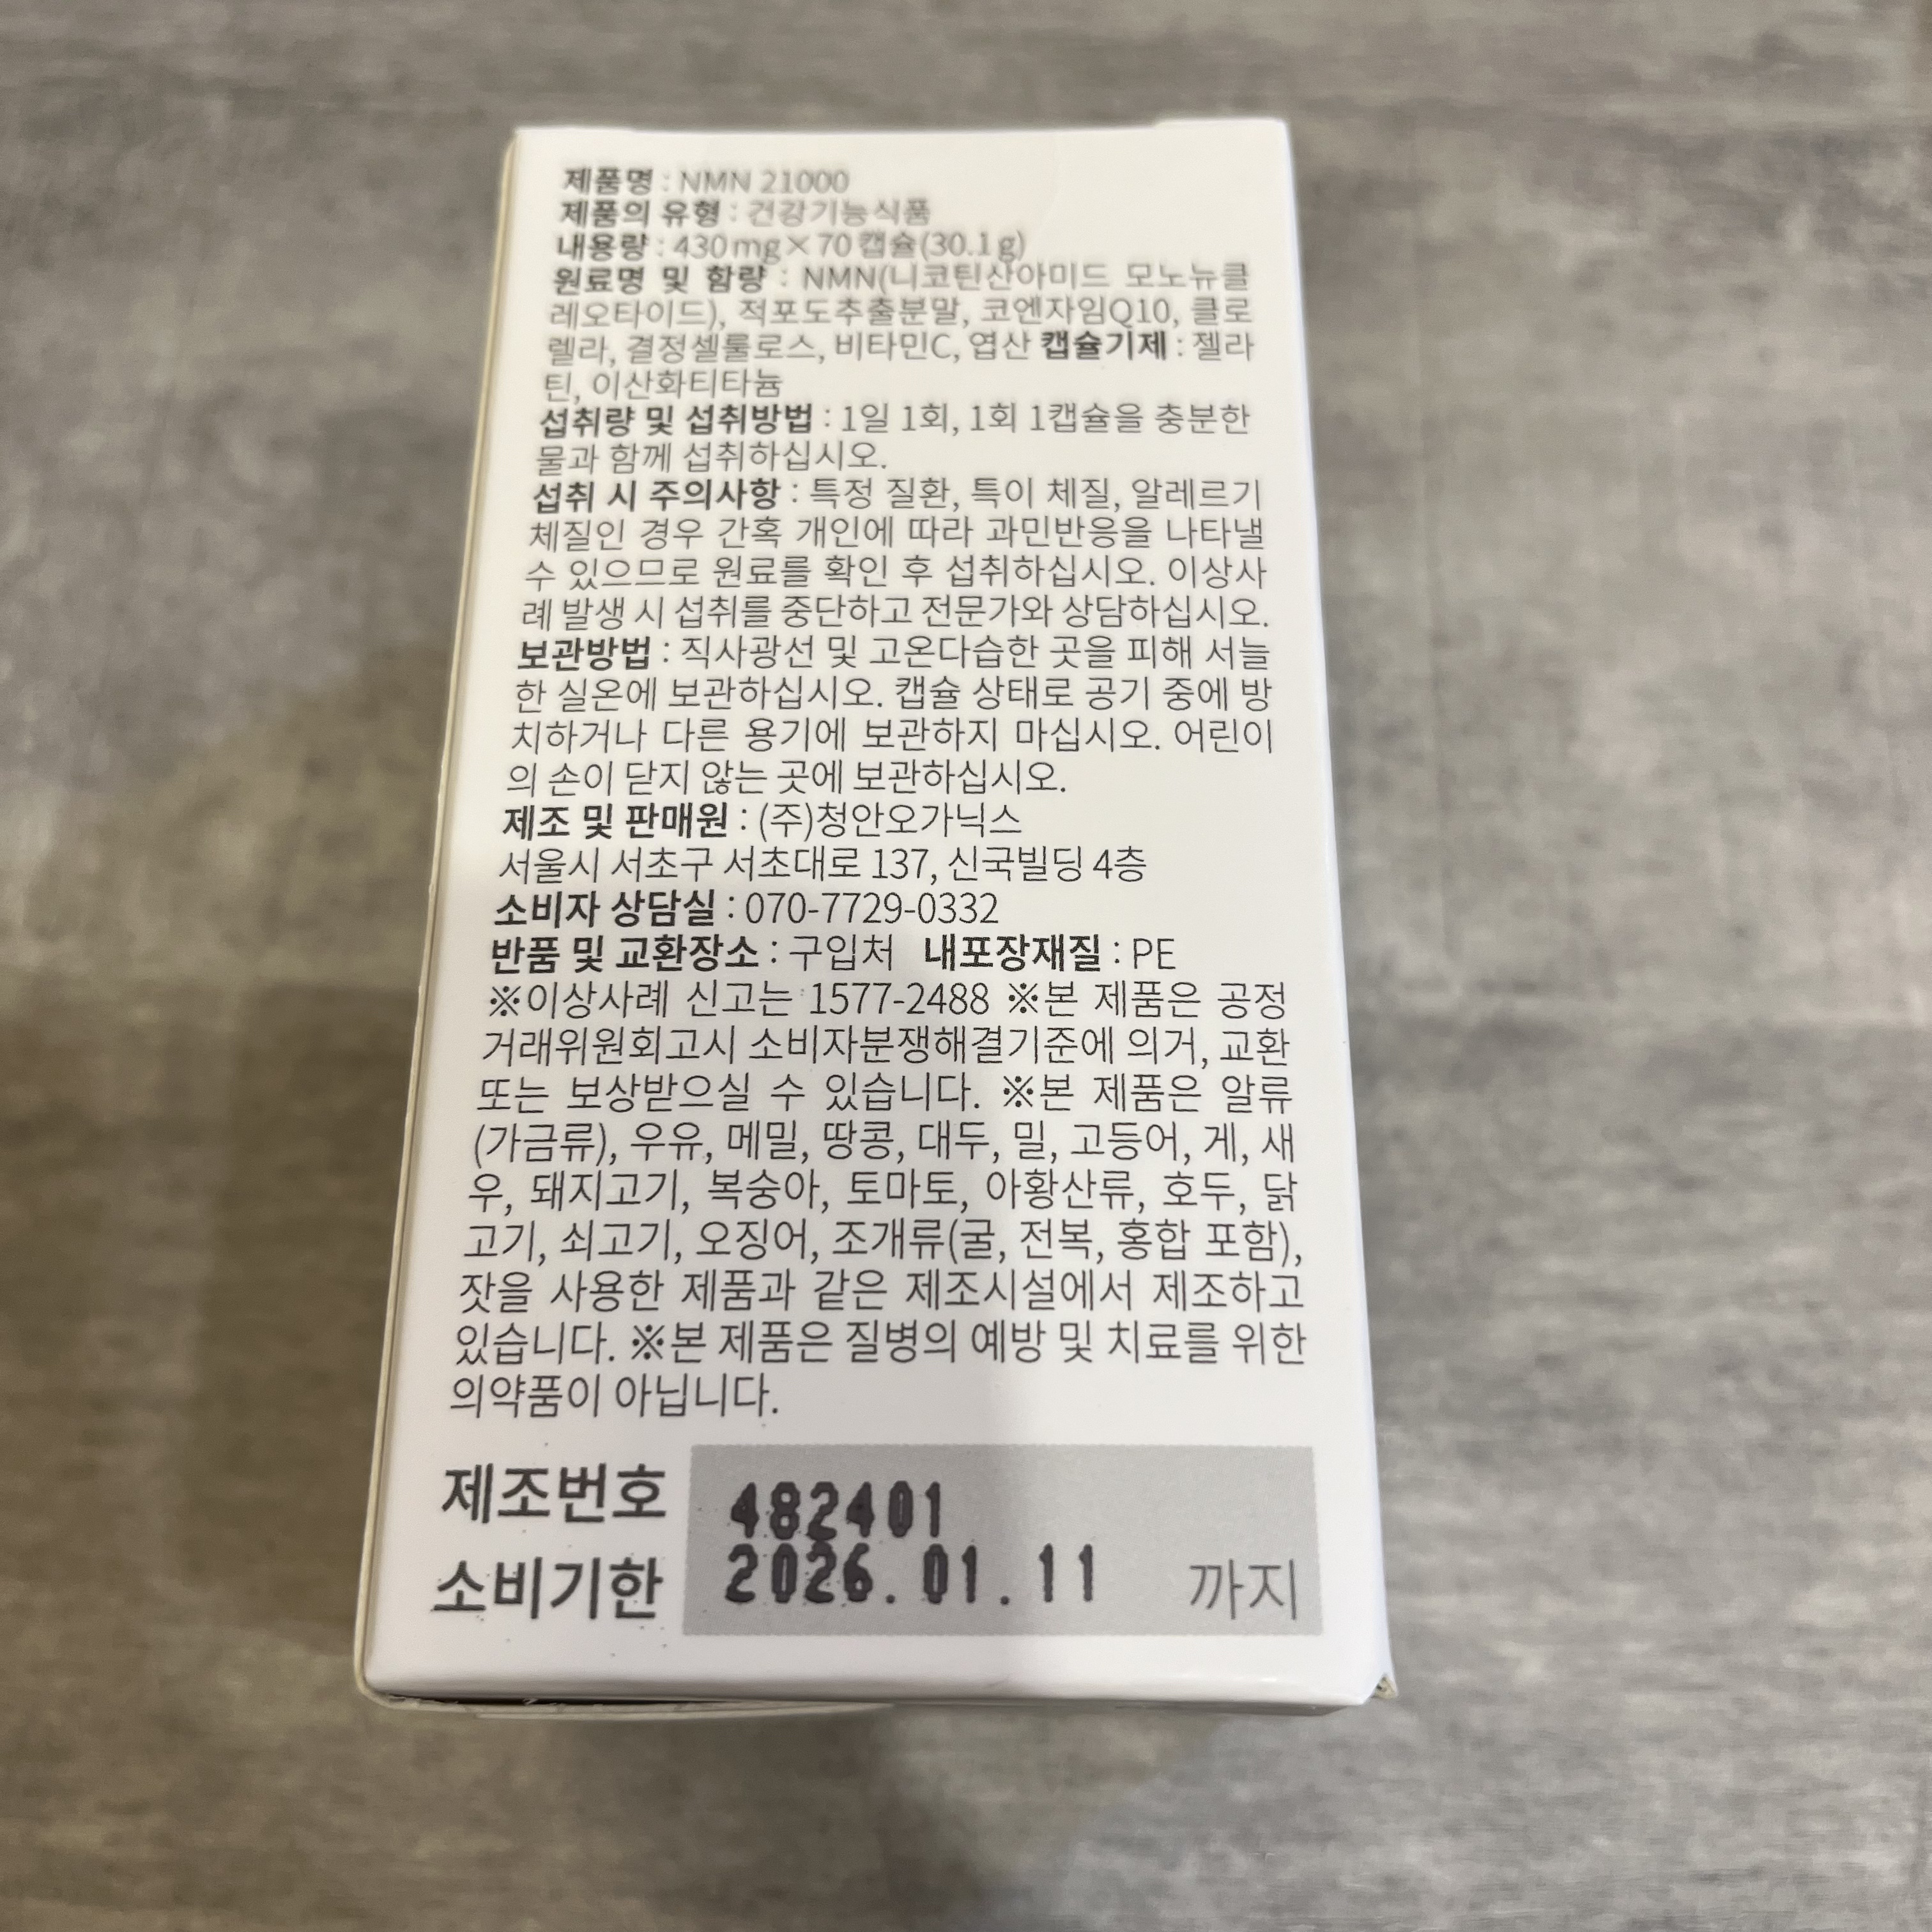 제품명 : NMN 21000
제품의 유형 : 건강기능식품
내용량 : 430mg×70캡슐(30.1g)
원료명 및 함량 : NMN(니코틴산아미드 모노뉴클
레오타이드), 적포도추출분말, 코엔자임Q10, 클로
렐라, 결정셀룰로스, 비타민C, 엽산 캡슐기제 : 젤라
틴, 이산화티타늄
섭취량 및 섭취방법 : 1일 1회, 1회 1캡슐을 충분한
물과 함께 섭취하십시오.
섭취 시 주의사항 : 특정 질환, 특이 체질, 알레르기
체질인 경우 간혹 개인에 따라 과민반응을 나타낼
수 있으므로 원료를 확인 후 섭취하십시오. 이상사
례 발생 시 섭취를 중단하고 전문가와 상담하십시오.
보관방법 : 직사광선 및 고온다습한 곳을 피해 서늘
한 실온에 보관하십시오. 캡슐 상태로 공기 중에 방
치하거나 다른 용기에 보관하지 마십시오. 어린이
의 손이 닫지 않는 곳에 보관하십시오.
제조 및 판매원 : (주)청안오가닉스
서울시 서초구 서초대로 137, 신국빌딩 4층
소비자 상담실 : 070-7729-0332
반품 및 교환장소 : 구입처 내포장재질 : PE
※이상사례 신고는 1577-2488 ※본 제품은 공정
거래위원회고시 소비자분쟁해결기준에 의거, 교환
또는 보상받으실 수 있습니다. ※본 제품은 알류
(가금류), 우유, 메밀, 땅콩, 대두, 밀, 고등어, 게, 새
우, 돼지고기, 복숭아, 토마토, 아황산류, 호두, 닭
고기, 쇠고기, 오징어, 조개류(굴, 전복, 홍합 포함),
잣을 사용한 제품과 같은 제조시설에서 제조하고
있습니다. ※본 제품은 질병의 예방 및 치료를 위한
의약품이 아닙니다.
제조번호 482401
소비기한 2026.01.11 까지